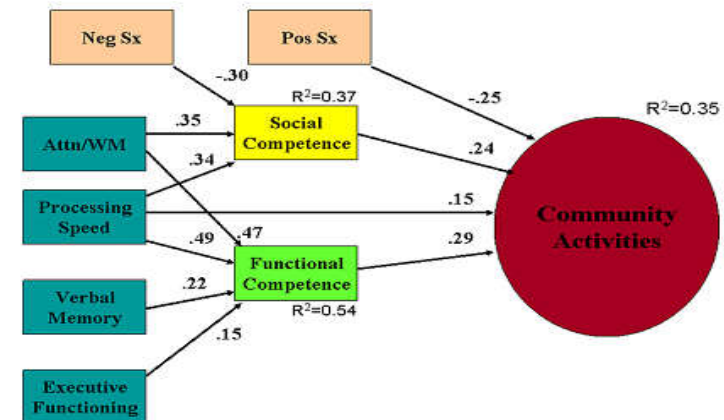 Neg Sx
Pos Sx
-.30
-.25
R²=0.37
R²=0.35
.35
Social
Competence
Attn/WM
.24
.34
Processing
Speed
.15
Community
Activities
.49
.47
.29
Functional
Competence
.22
Verbal
Memory
R²=0.54
.15
Executive
Functioning